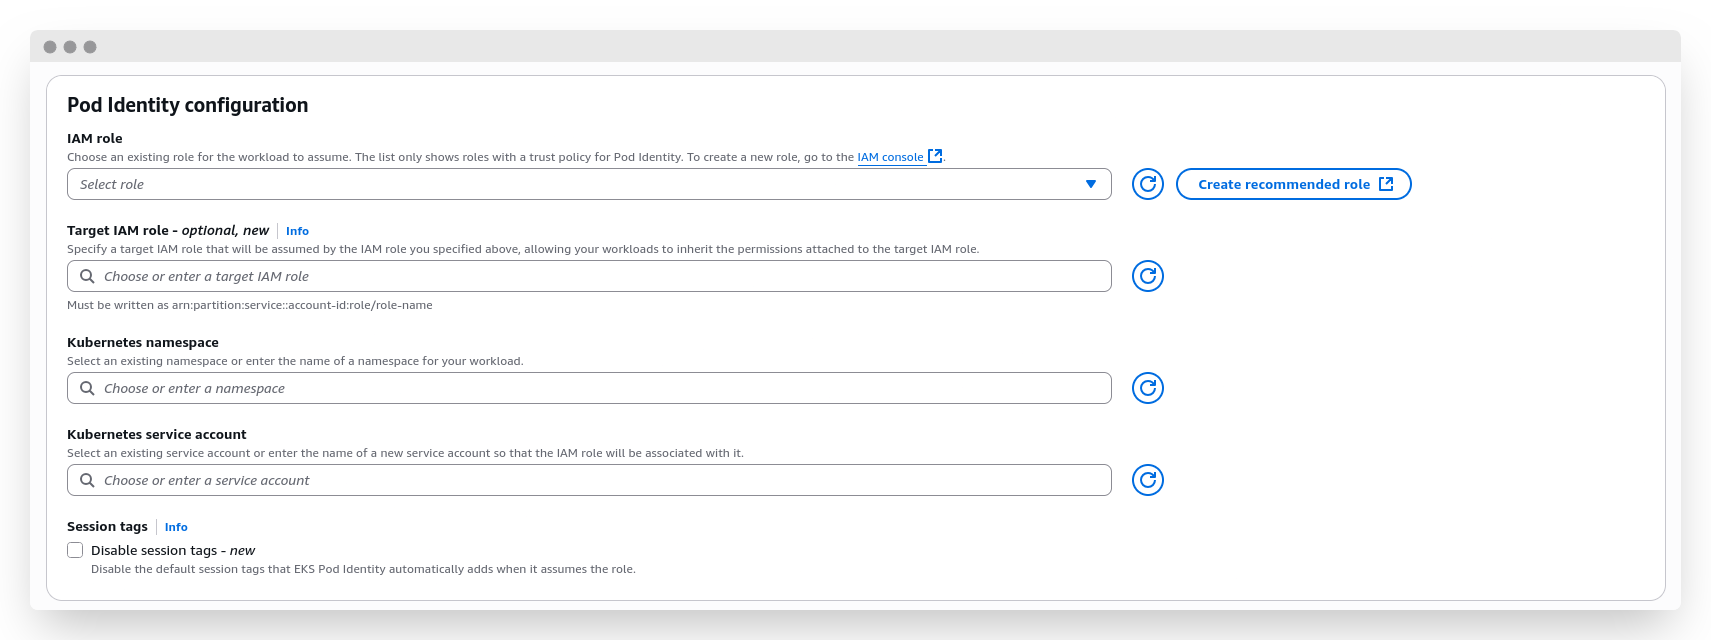 Pod Identity configuration
IAM role
Choose an existing role for the workload to assume. The list only shows roles with a trust policy for Pod Identity. To create a new role, go to the IAM console.
Select role
Create recommended role
Target IAM role - optional, new Info
Specify a target IAM role that will be assumed by the IAM role you specified above, allowing your workloads to inherit the permissions attached to the target IAM role.
Choose or enter a target IAM role
Must be written as arn:partition:service::account-id:role/role-name
Kubernetes namespace
Select an existing namespace or enter the name of a namespace for your workload.
Choose or enter a namespace
Kubernetes service account
Select an existing service account or enter the name of a new service account so that the IAM role will be associated with it.
Choose or enter a service account
Session tags Info
Disable session tags - new
Disable the default session tags that EKS Pod Identity automatically adds when it assumes the role.